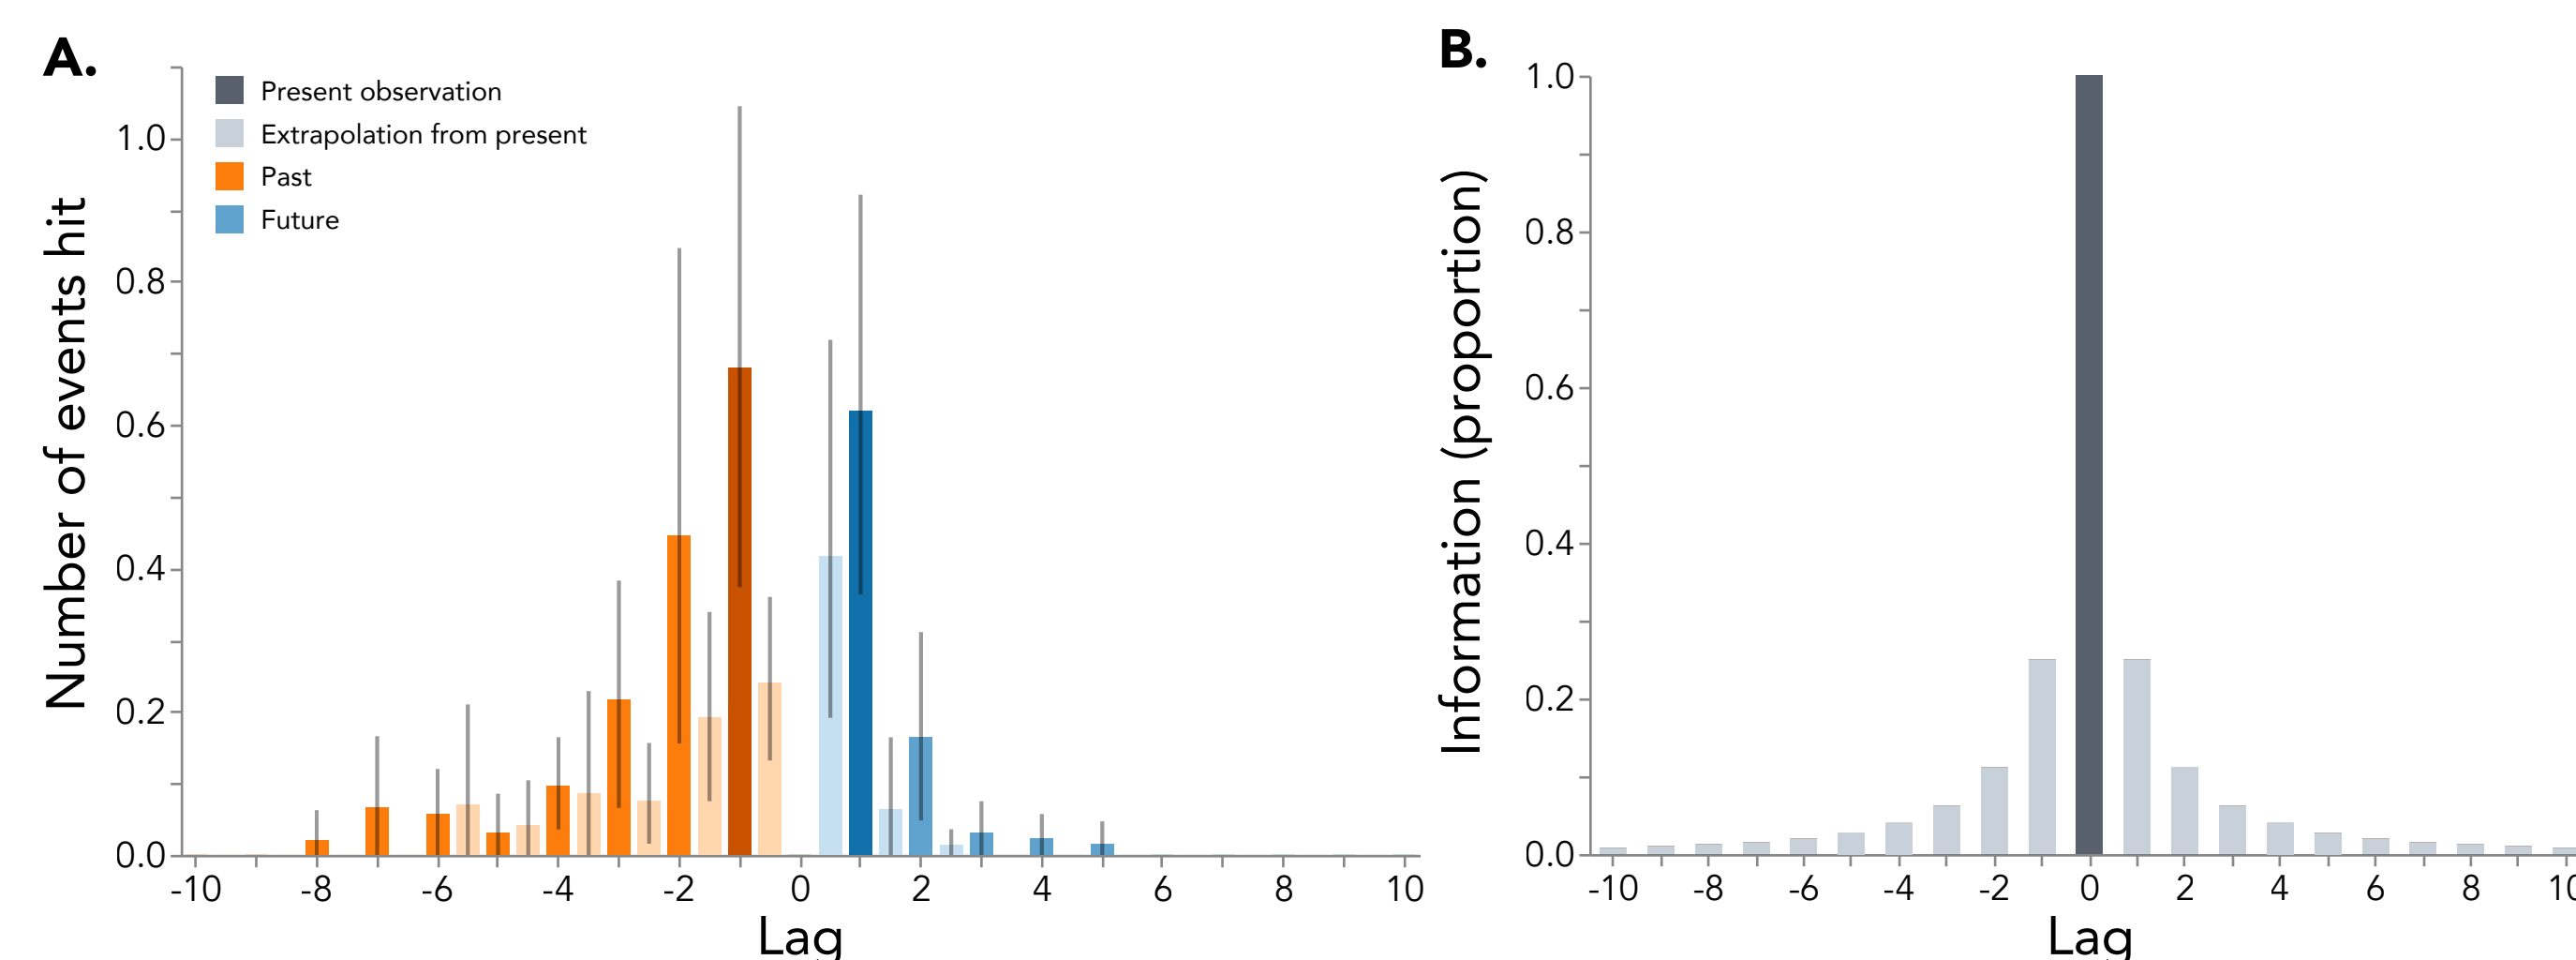 A.
Present observation
Extrapolation from present
Past
Future
Number of events hit
1.0
0.8
0.6
0.4
0.2
0.0
-10 -8 -6 -4 -2 0 2 4 6 8 10
Lag
B.
Information (proportion)
1.0
0.8
0.6
0.4
0.2
0.0
-10 -8 -6 -4 -2 0 2 4 6 8 10
Lag